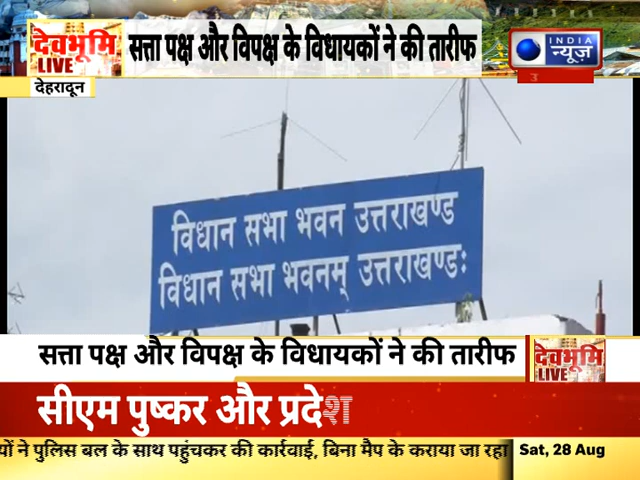 देवभूमि
LIVE
सत्ता पक्ष और विपक्ष के विधायकों ने की तारीफ
INDIA
न्यूज़
उ
देहरादून
विधान सभा भवन उत्तराखण्ड
विधान सभा भवनम् उत्तराखण्डः
सत्ता पक्ष और विपक्ष के विधायकों ने की तारीफ
देवभूमि
LIVE
सीएम पुष्कर और प्रदेश
यों ने पुलिस बल के साथ पहुंचकर की कार्रवाई, बिना मैप के कराया जा रहा
Sat, 28 Aug